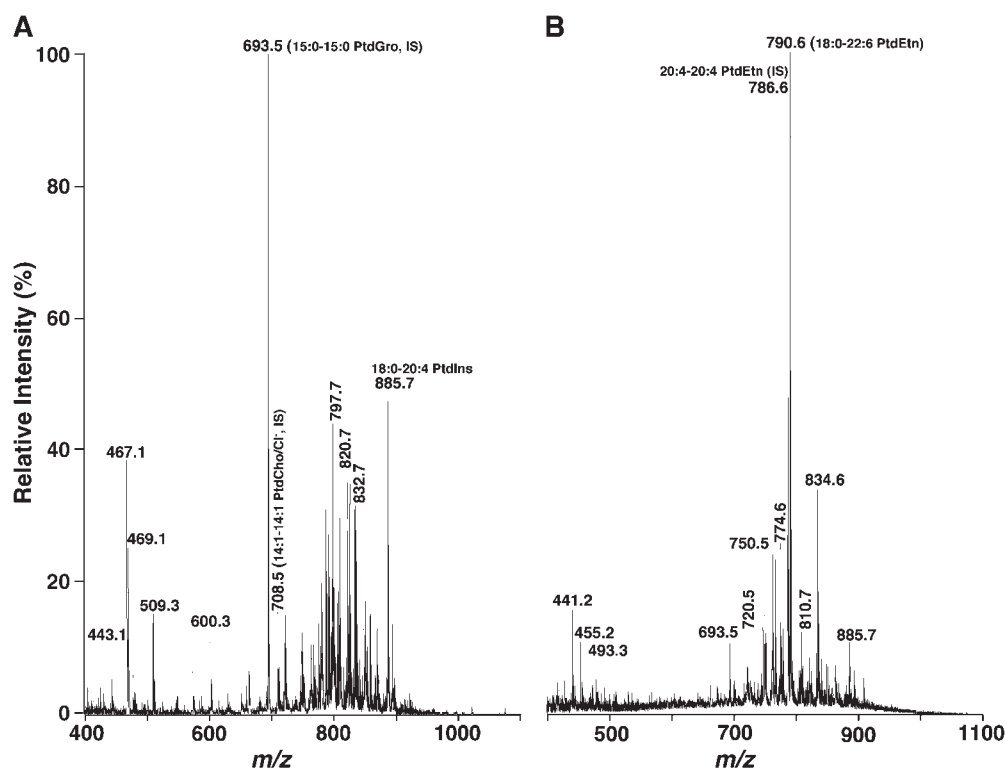 A
B
693.5 (15:0-15:0 PtdGro, IS)
790.6 (18:0-22:6 PtdEtn)
20:4-20:4 PtdEtn (IS)
786.6
100
80
60
40
20
0
Relative Intensity (%)
18:0-20:4 PtdIns
885.7
797.7
820.7
832.7
708.5 (14:1-14:1 PtdCho/Cl-, IS)
467.1
469.1
509.3
443.1
600.3
834.6
774.6
750.5
720.5
810.7
693.5
885.7
441.2
455.2
493.3
400 600 800 1000
m/z
500 700 900 1100
m/z